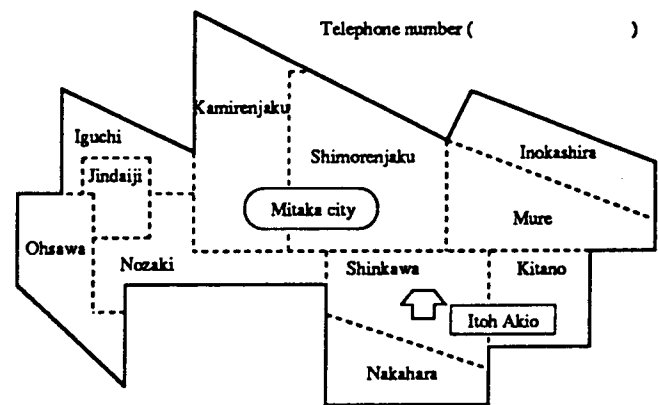 Telephone number ( )
Kamirenjaku
Iguchi
Shimorenjaku
Inokashira
Jindaiji
Mitaka city
Mure
Ohsawa
Nozaki
Shinkawa
Kitano
Itoh Akio
Nakahara